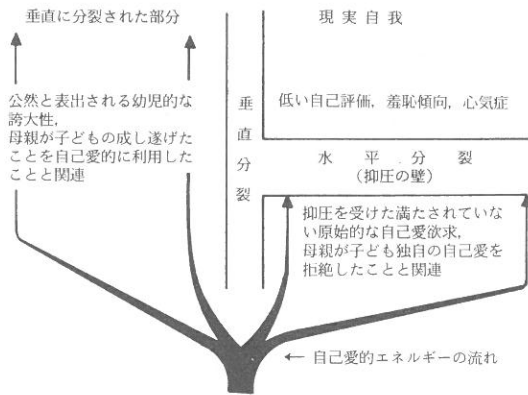 垂直に分裂された部分
公然と表出される幼児的な
誇大性,
母親が子どもの成し遂げた
ことを自己愛的に利用した
ことと関連
垂直分裂
現実自我
低い自己評価, 羞恥傾向, 心気症
水平分裂
(抑圧の壁)
抑圧を受けた満たされていな
い原始的な自己愛欲求,
母親が子ども独自の自己愛を
拒絶したことと関連
← 自己愛的エネルギーの流れ